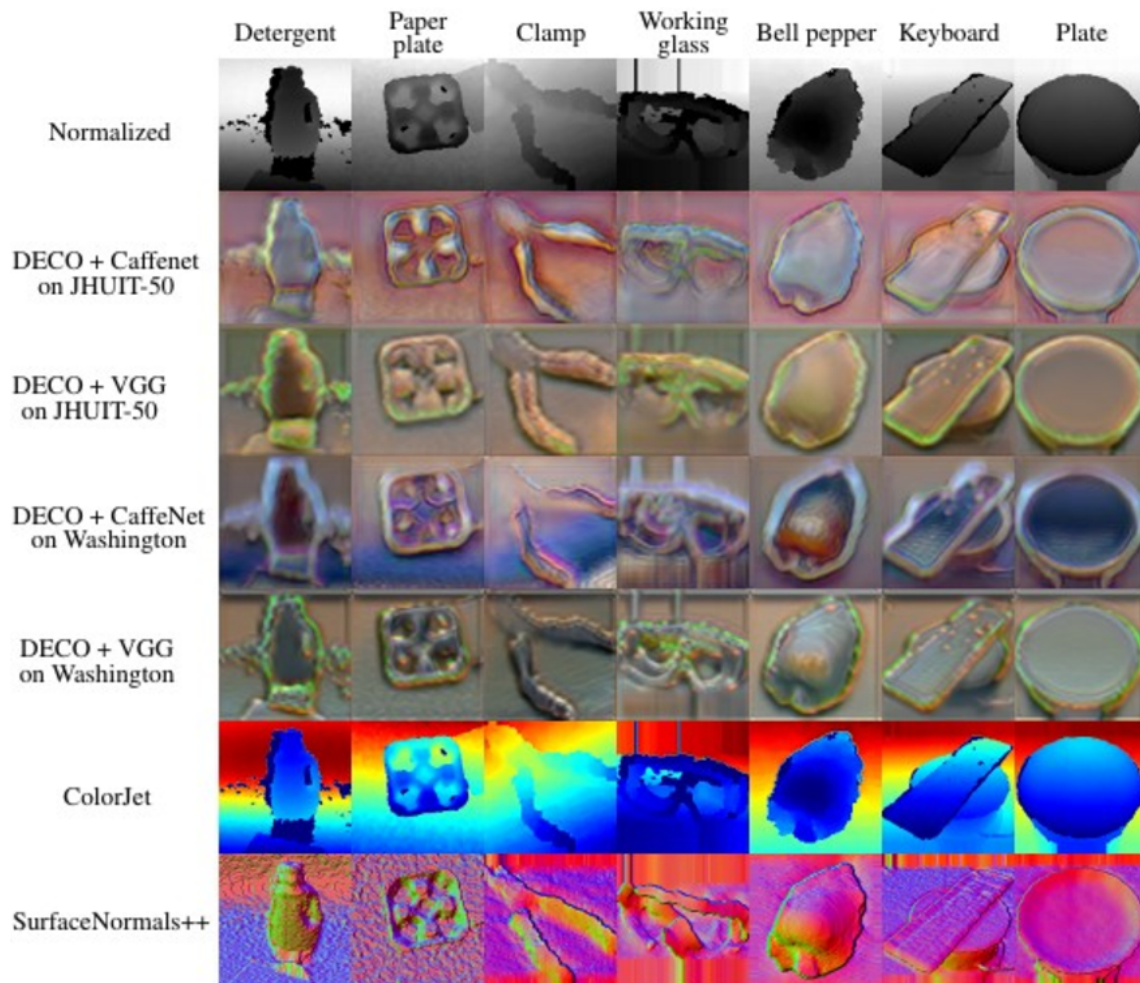 Detergent
Paper
plate
Clamp
Working
glass
Bell pepper
Keyboard
Plate
Normalized
DECO + Caffenet
on JHUIT-50
DECO + VGG
on JHUIT-50
DECO + CaffeNet
on Washington
DECO + VGG
on Washington
ColorJet
SurfaceNormals++